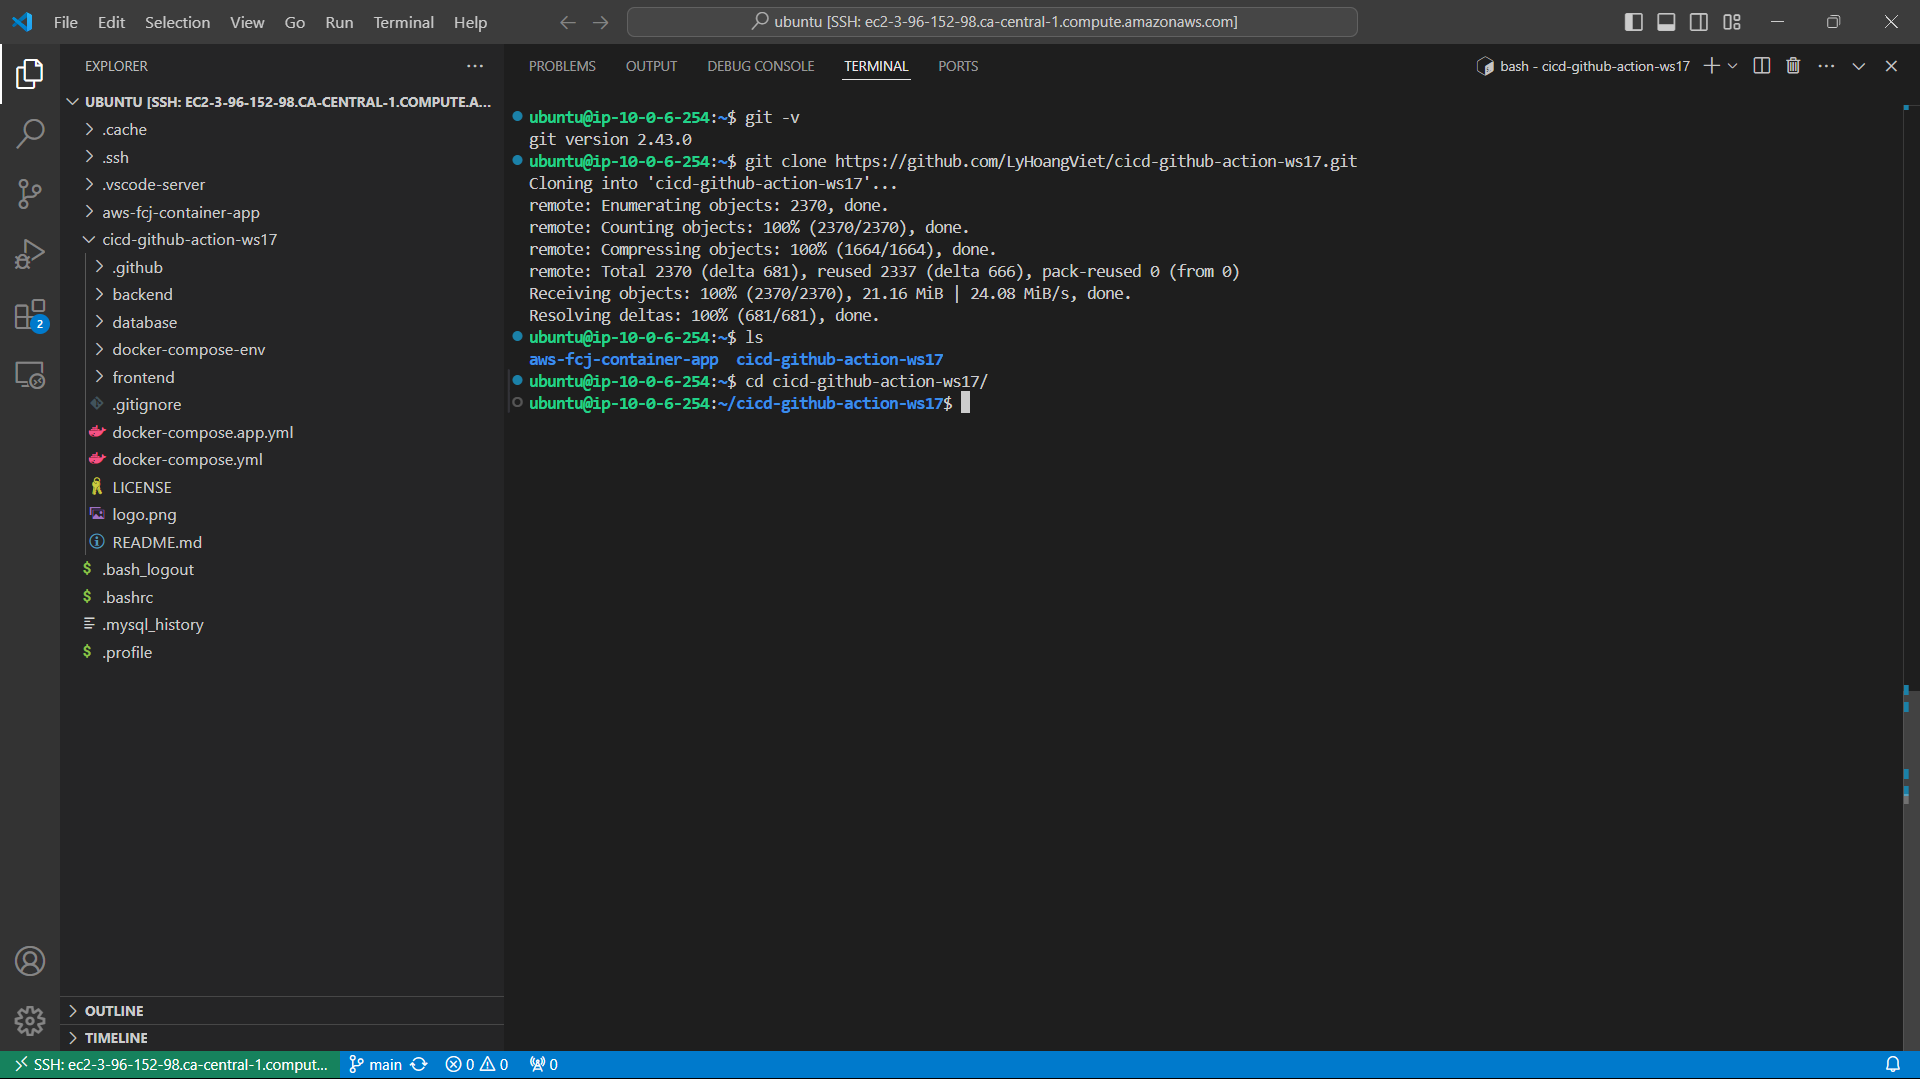 File Edit Selection View Go Run Terminal Help
ubuntu [SSH: ec2-3-96-152-98.ca-central-1.compute.amazonaws.com]
EXPLORER
UBUNTU [SSH: EC2-3-96-152-98.CA-CENTRAL-1.COMPUTE.A...
.cache
.ssh
.vscode-server
aws-fcj-container-app
cicd-github-action-ws17
.github
backend
database
docker-compose-env
frontend
.gitignore
docker-compose.app.yml
docker-compose.yml
LICENSE
logo.png
README.md
.bash_logout
.bashrc
.mysql_history
.profile
OUTLINE
TIMELINE
2
PROBLEMS OUTPUT DEBUG CONSOLE TERMINAL PORTS
bash - cicd-github-action-ws17
ubuntu@ip-10-0-6-254:~$ git -v
git version 2.43.0
ubuntu@ip-10-0-6-254:~$ git clone https://github.com/LyHoangViet/cicd-github-action-ws17.git
Cloning into 'cicd-github-action-ws17'...
remote: Enumerating objects: 2370, done.
remote: Counting objects: 100% (2370/2370), done.
remote: Compressing objects: 100% (1664/1664), done.
remote: Total 2370 (delta 681), reused 2337 (delta 666), pack-reused 0 (from 0)
Receiving objects: 100% (2370/2370), 21.16 MiB | 24.08 MiB/s, done.
Resolving deltas: 100% (681/681), done.
ubuntu@ip-10-0-6-254:~$ ls
aws-fcj-container-app cicd-github-action-ws17
ubuntu@ip-10-0-6-254:~$ cd cicd-github-action-ws17/
ubuntu@ip-10-0-6-254:~/cicd-github-action-ws17$
SSH: ec2-3-96-152-98.ca-central-1.comput... main 0 0 0